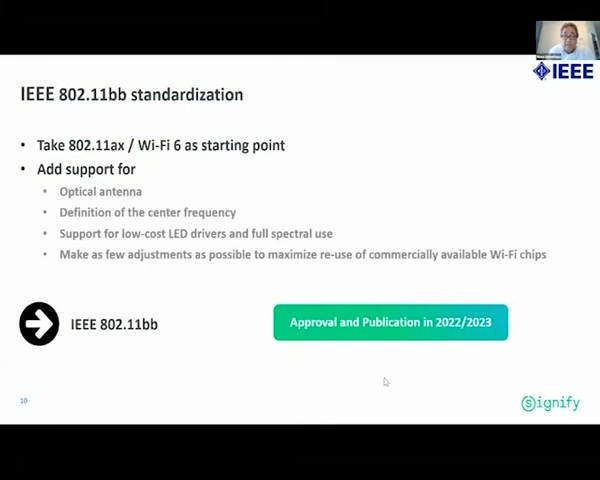 IEEE
IEEE 802.11bb standardization
• Take 802.11ax / Wi-Fi 6 as starting point
• Add support for
• Optical antenna
• Definition of the center frequency
• Support for low-cost LED drivers and full spectral use
• Make as few adjustments as possible to maximize re-use of commercially available Wi-Fi chips
IEEE 802.11bb
Approval and Publication in 2022/2023
10
Signify